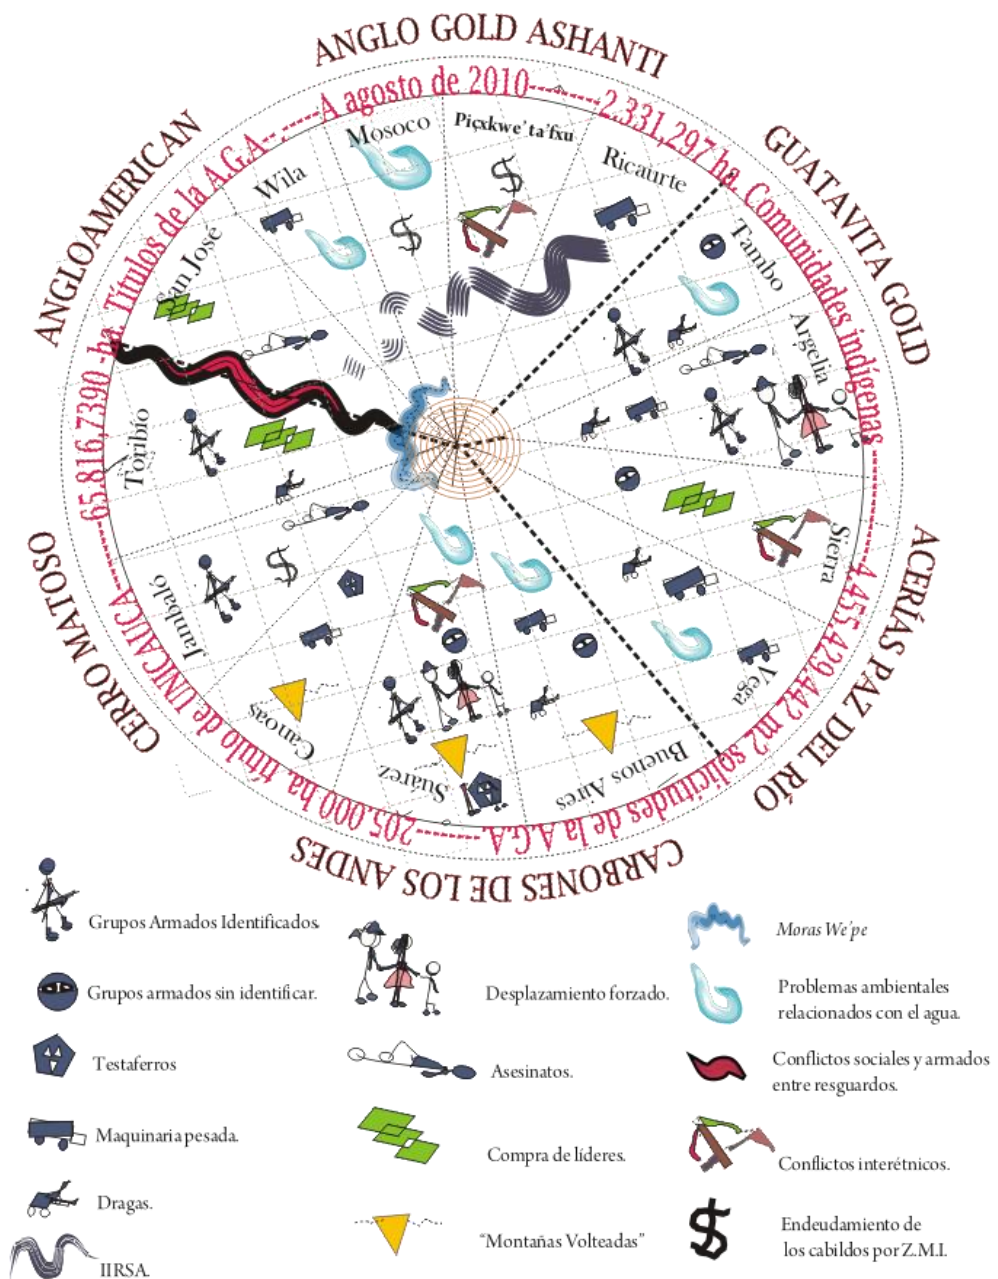 ANGLO GOLD ASHANTI
GUATAVITA GOLD
ACERÍAS PAZ DEL RÍO
CARBONES DE LOS ANDES
CERRO MATOSO
ANGLOAMERICAN
65.816,7390 -ha. Títulos de la A.G.A-------A agosto de 2010--------2.331,297 ha. Comunidades indígenas
4.455.429.442 m2 solicitudes de la A.G.A.
205.000 ha. título de UNICAUCA
Mosoco
Piçxkwe'ta'fxu
Ricaurte
Tambo
Argelia
Sierra
Vega
Buenos Aires
Suárez
Canoas
Jambaló
Toribío
San José
Wila
Grupos Armados Identificados.
Grupos armados sin identificar.
Testaferros
Maquinaria pesada.
Dragas.
IIRSA.
Desplazamiento forzado.
Asesinatos.
Compra de líderes.
"Montañas Volteadas"
Moras We'pe
Problemas ambientales
relacionados con el agua.
Conflictos sociales y armados
entre resguardos.
Conflictos interétnicos.
Endeudamiento de
los cabildos por Z.M.I.